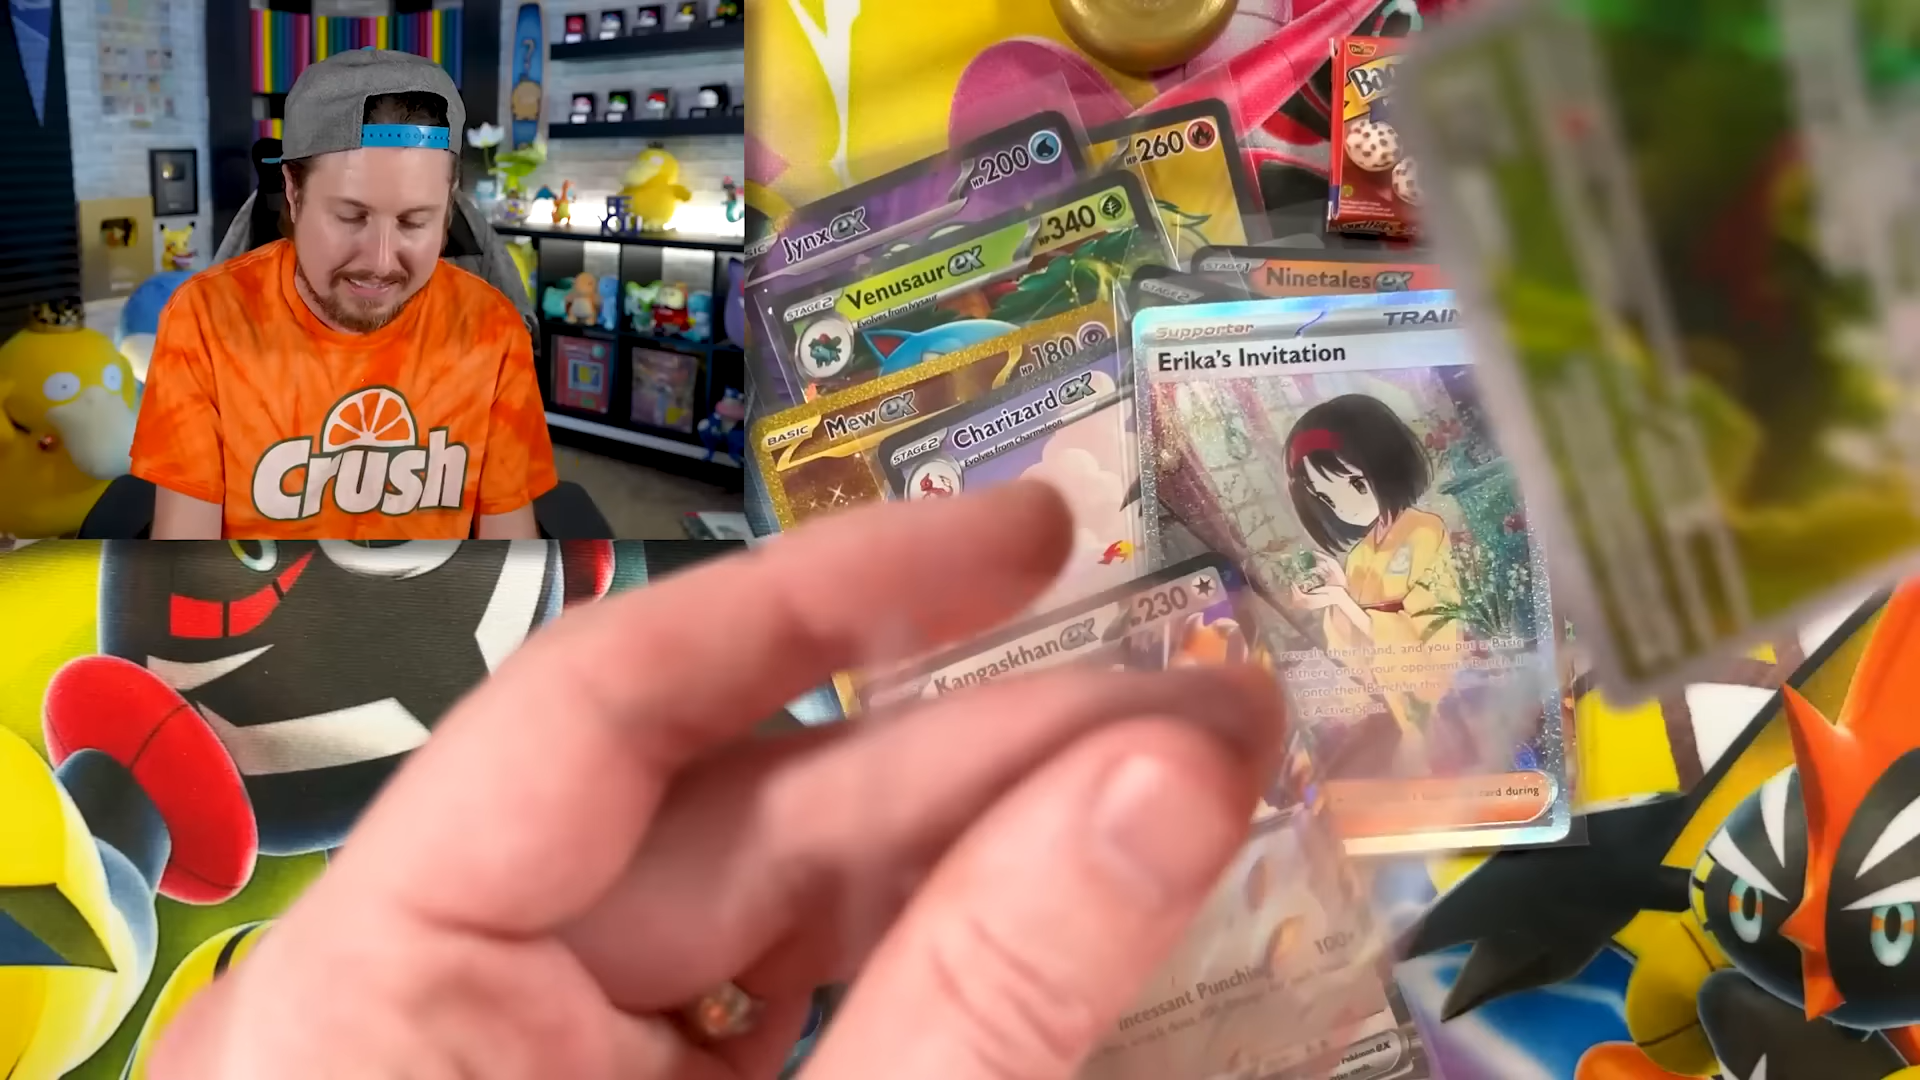 Crush
HP 200
Jynx ex
HP 260
HP 340
STAGE 2
Venusaur ex
Evolves from Ivysaur
STAGE 1
Ninetales ex
STAGE 2
HP 180
BASIC
Mew ex
STAGE 2
Charizard ex
Evolves from Charmeleon
230
Kangaskhan ex
Supporter
TRAIN
Erika's Invitation
reveals their hand, and you put a Basic
there onto your opponent's Bench. If
onto their Bench in this
Active Spot.
card during
100+
Incessant Punching
Pokémon ex